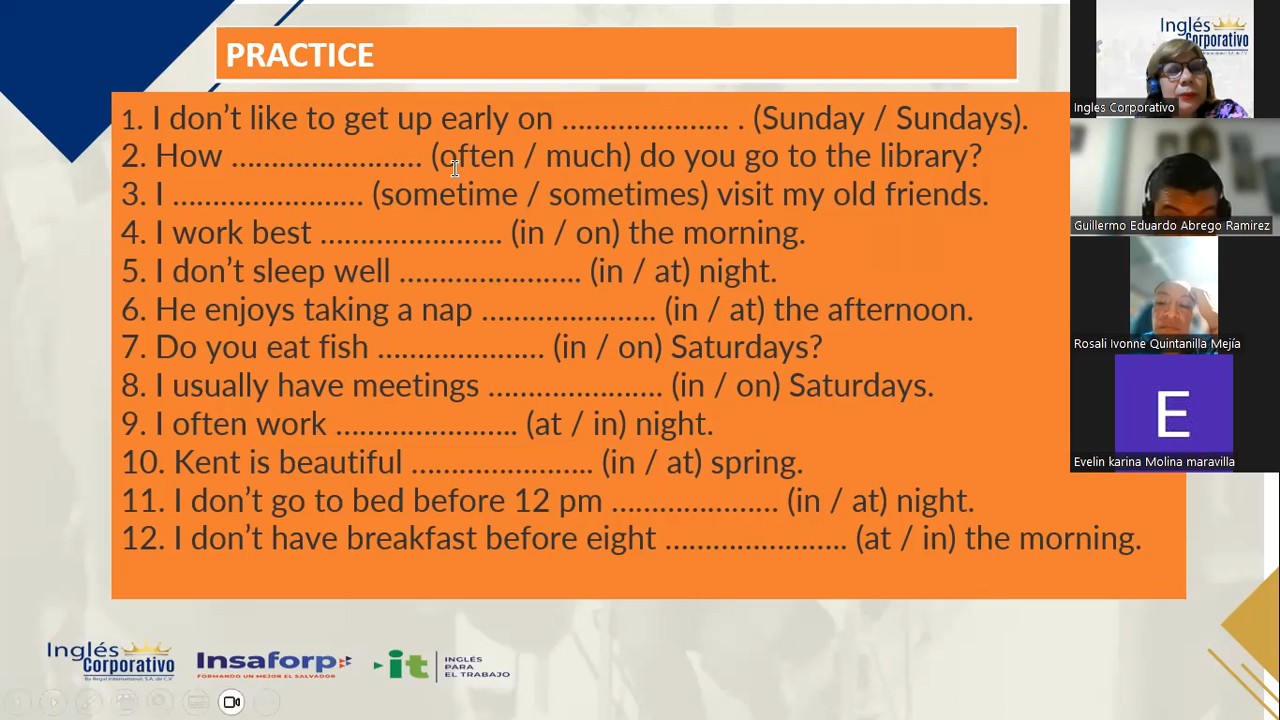 PRACTICE
1. I don’t like to get up early on ………………… . (Sunday / Sundays).
2. How …………………… (often / much) do you go to the library?
3. I …………………… (sometime / sometimes) visit my old friends.
4. I work best ………………….. (in / on) the morning.
5. I don’t sleep well ………………….. (in / at) night.
6. He enjoys taking a nap …………………. (in / at) the afternoon.
7. Do you eat fish ………………… (in / on) Saturdays?
8. I usually have meetings …………………. (in / on) Saturdays.
9. I often work ………………….. (at / in) night.
10. Kent is beautiful ………………….. (in / at) spring.
11. I don’t go to bed before 12 pm ………………… (in / at) night.
12. I don’t have breakfast before eight ………………….. (at / in) the morning.
Inglés
Corporativo
Ingles Corporativo
Guillermo Eduardo Abrego Ramirez
Rosali Ivonne Quintanilla Mejía
E
Evelin karina Molina maravilla
Inglés
Corporativo
By Regal International, S.A. de C.V
Insaforp
FORMANDO UN MEJOR EL SALVADOR
it
INGLÉS
PARA
EL TRABAJO